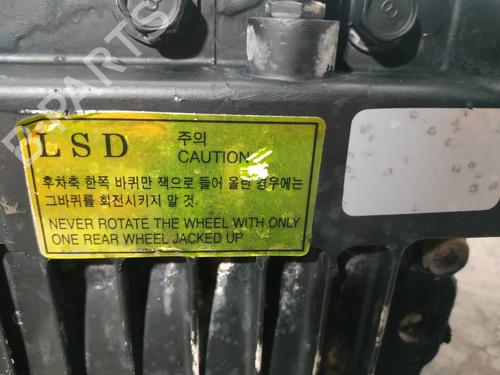 B-PARTS
LSD
주의
CAUTION
후차축 한쪽 바퀴만 잭으로 들어 올린 경우에는
그바퀴를 회전시키지 말 것.
NEVER ROTATE THE WHEEL WITH ONLY
ONE REAR WHEEL JACKED UP
8